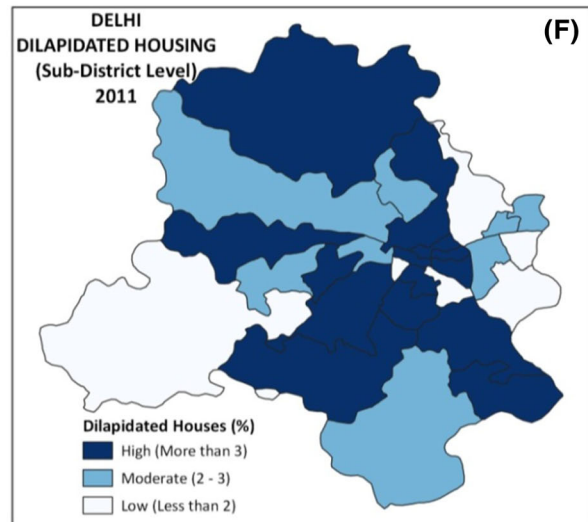 DELHI
DILAPIDATED HOUSING
(Sub-District Level)
2011
(F)
Dilapidated Houses (%)
High (More than 3)
Moderate (2 - 3)
Low (Less than 2)